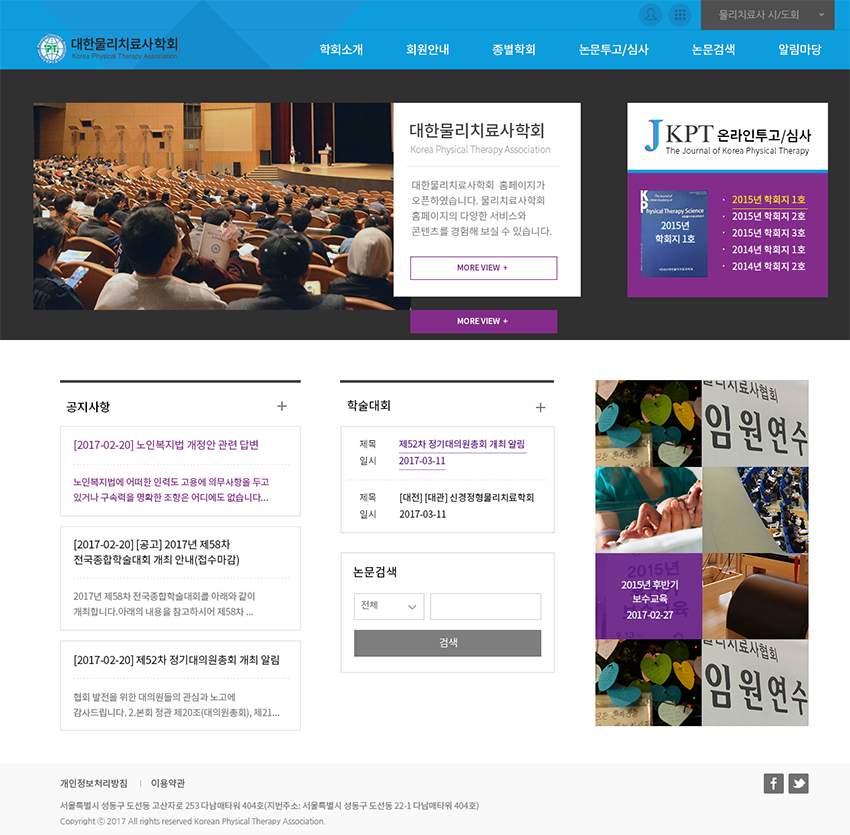 물리치료사 시/도회
대한물리치료사학회
Korea Physical Therapy Association
학회소개
회원안내
종별학회
논문투고/심사
논문검색
알림마당
대한물리치료사학회
Korea Physical Therapy Association
대한물리치료사학회 홈페이지가
오픈하였습니다. 물리치료사학회
홈페이지의 다양한 서비스와
콘텐츠를 경험해 보실 수 있습니다.
MORE VIEW +
MORE VIEW +
JKPT 온라인투고/심사
The Journal of Korea Physical Therapy
Physical Therapy Science
2015년
학회지 1호
· 2015년 학회지 1호
· 2015년 학회지 2호
· 2015년 학회지 3호
· 2014년 학회지 1호
· 2014년 학회지 2호
공지사항 +
[2017-02-20] 노인복지법 개정안 관련 답변
노인복지법에 어떠한 인력도 고용에 의무사항을 두고
있거나 구속력을 명확한 조항은 어디에도 없습니다...
[2017-02-20] [공고] 2017년 제58차
전국종합학술대회 개최 안내(접수마감)
2017년 제58차 전국종합학술대회를 아래와 같이
개최합니다.아래의 내용을 참고하시어 제58차 ...
[2017-02-20] 제52차 정기대의원총회 개최 알림
협회 발전을 위한 대의원들의 관심과 노고에
감사드립니다. 2.본회 정관 제20조(대의원총회), 제21...
학술대회 +
제목 제52차 정기대의원총회 개최 알림
일시 2017-03-11
제목 [대전] [대관] 신경정형물리치료학회
일시 2017-03-11
논문검색
전체
검색
물리치료사협회
임원연수
2015년 후반기
보수교육
2017-02-27
물리치료사협회
임원연수
개인정보처리방침 | 이용약관
서울특별시 성동구 도선동 고산자로 253 다남매타워 404호(지번주소: 서울특별시 성동구 도선동 22-1 다남매타워 404호)
Copyright ⓒ 2017 All rights reserved Korean Physical Therapy Association.